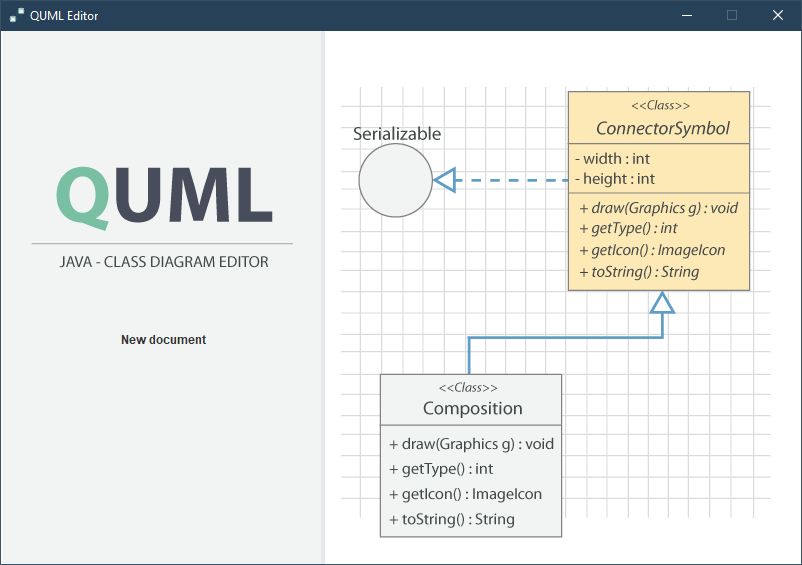 QUML Editor
QUML
JAVA - CLASS DIAGRAM EDITOR
New document
Serializable
<<Class>>
ConnectorSymbol
- width : int
- height : int
+ draw(Graphics g) : void
+ getType() : int
+ getIcon() : ImageIcon
+ toString() : String
<<Class>>
Composition
+ draw(Graphics g) : void
+ getType() : int
+ getIcon() : ImageIcon
+ toString() : String